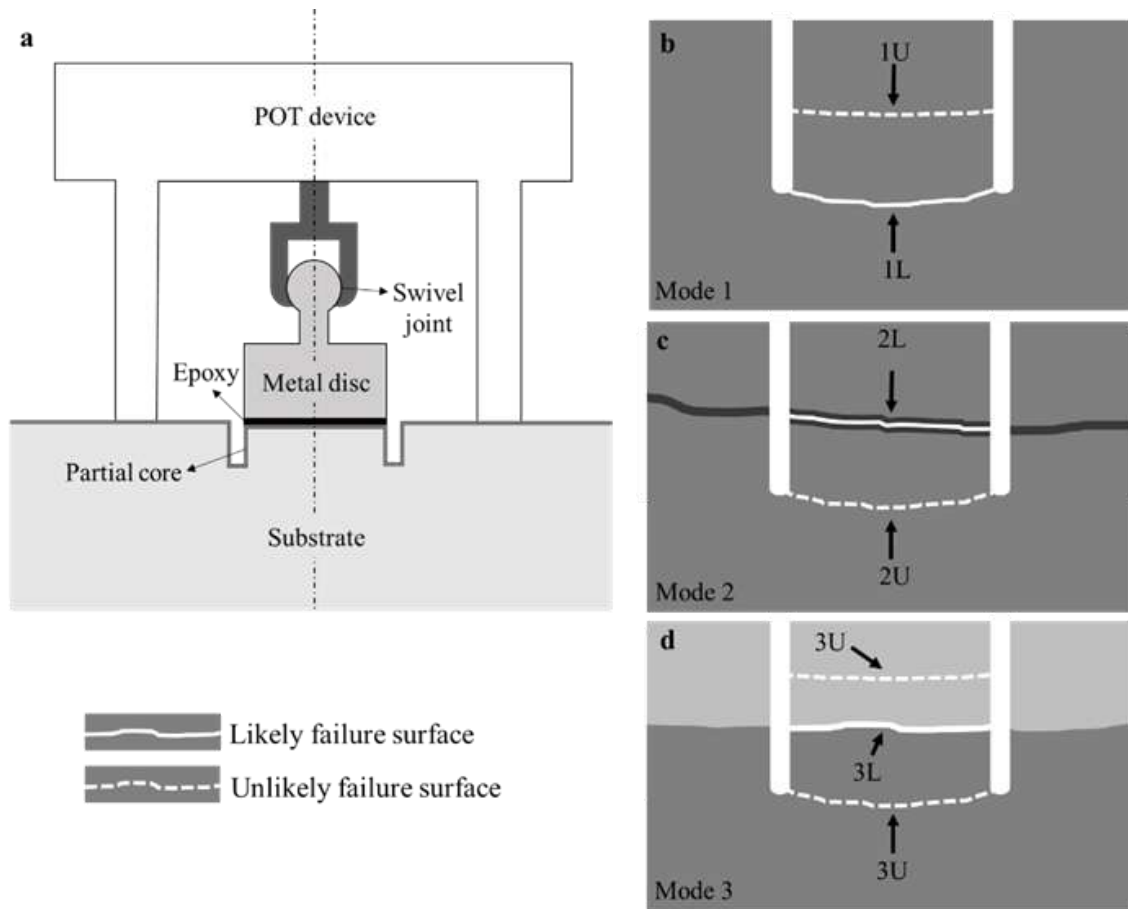 a
POT device
Swivel
joint
Epoxy
Metal disc
Partial core
Substrate
Likely failure surface
Unlikely failure surface
b
1U
1L
Mode 1
c
2L
2U
Mode 2
d
3U
3L
3U
Mode 3